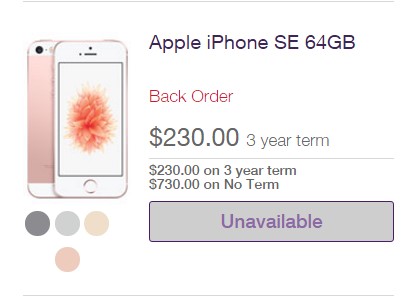 Apple iPhone SE 64GB
Back Order
$230.00 3 year term
$230.00 on 3 year term
$730.00 on No Term
Unavailable